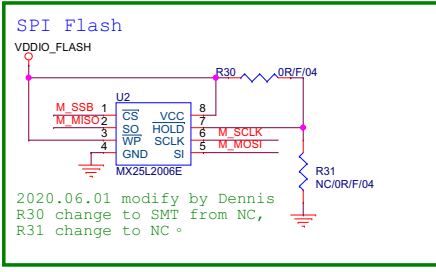 SPI Flash
VDDIO_FLASH
R30 0R/F/04
U2
M_SSB 1 CS VCC 8
M_MISO 2 SO HOLD 7
3 WP SCLK 6 M_SCLK
4 GND SI 5 M_MOSI
MX25L2006E
R31
NC/0R/F/04
2020.06.01 modify by Dennis
R30 change to SMT from NC,
R31 change to NC。